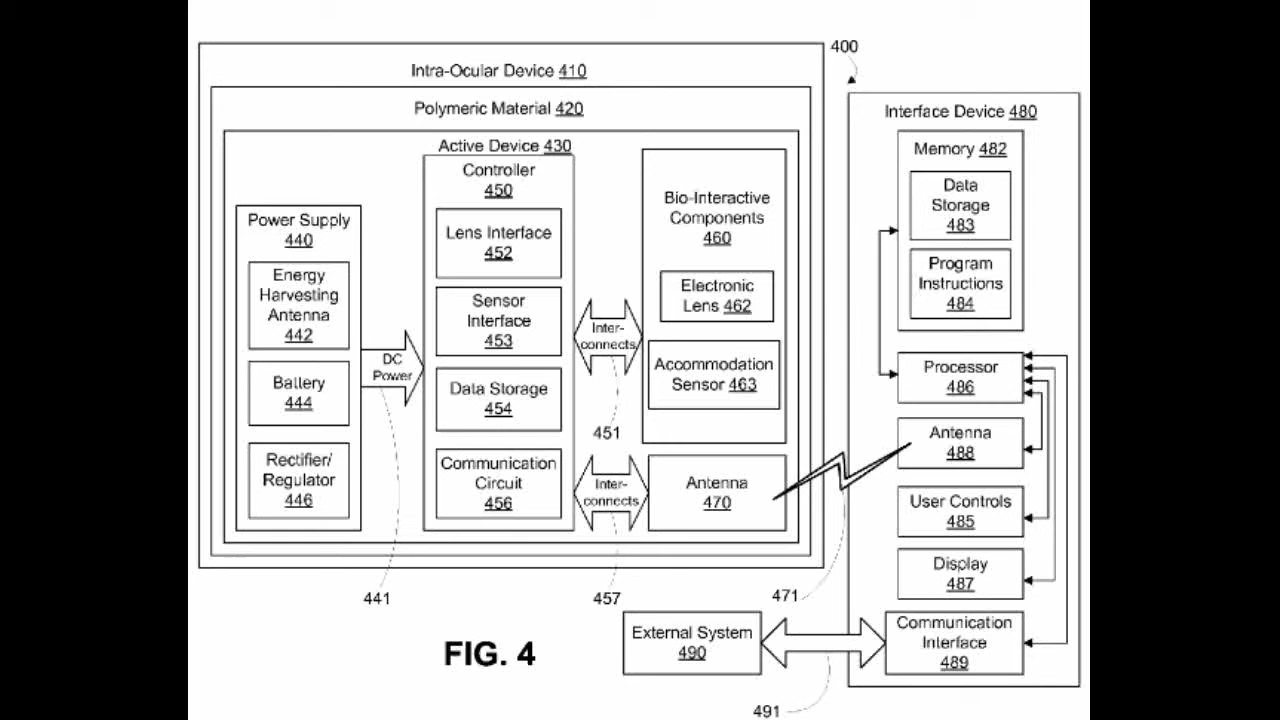 400
Intra-Ocular Device 410
Polymeric Material 420
Active Device 430
Power Supply
440
Energy
Harvesting
Antenna
442
Battery
444
Rectifier/
Regulator
446
DC
Power
441
Controller
450
Lens Interface
452
Sensor
Interface
453
Data Storage
454
Communication
Circuit
456
Inter-
connects
451
Inter-
connects
457
Bio-Interactive
Components
460
Electronic
Lens 462
Accommodation
Sensor 463
Antenna
470
471
Interface Device 480
Memory 482
Data
Storage
483
Program
Instructions
484
Processor
486
Antenna
488
User Controls
485
Display
487
Communication
Interface
489
External System
490
491
FIG. 4